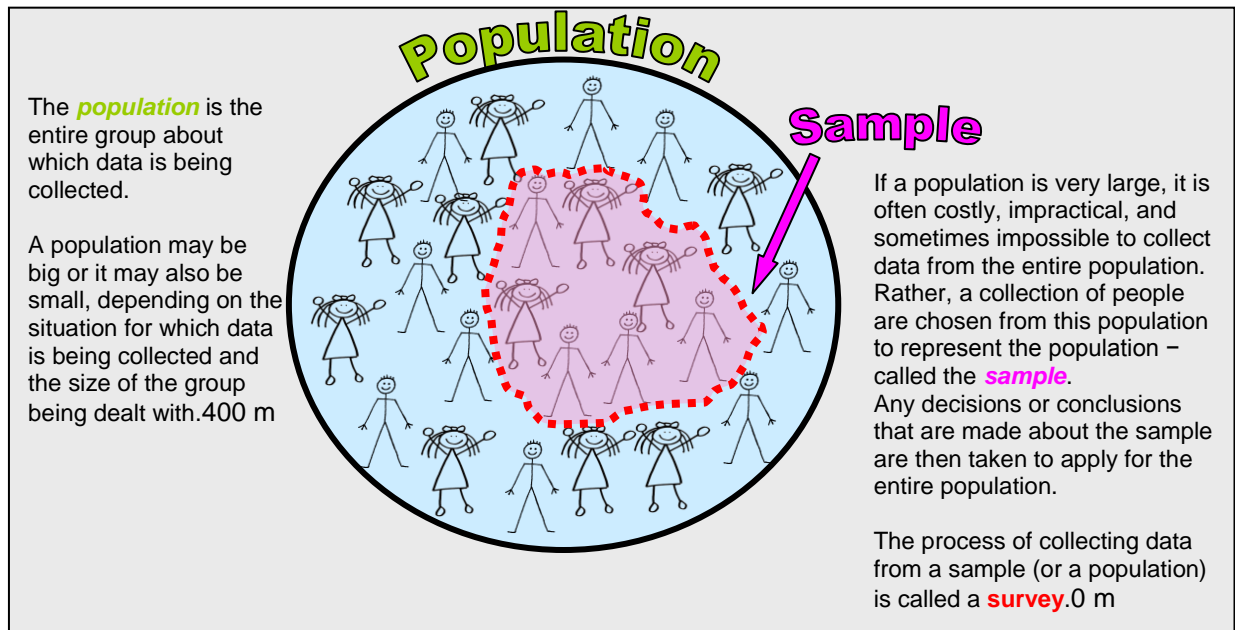 Population
The population is the
entire group about
which data is being
collected.
A population may be
big or it may also be
small, depending on the
situation for which data
is being collected and
the size of the group
being dealt with.400 m
Sample
If a population is very large, it is
often costly, impractical, and
sometimes impossible to collect
data from the entire population.
Rather, a collection of people
are chosen from this population
to represent the population –
called the sample.
Any decisions or conclusions
that are made about the sample
are then taken to apply for the
entire population.
The process of collecting data
from a sample (or a population)
is called a survey.0 m